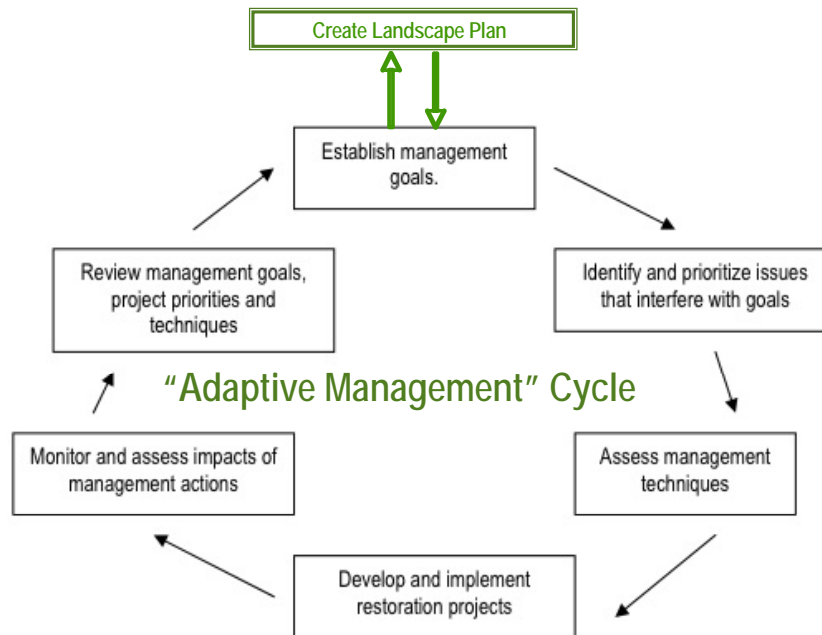 Create Landscape Plan
Establish management
goals.
Identify and prioritize issues
that interfere with goals
Assess management
techniques
Develop and implement
restoration projects
Monitor and assess impacts of
management actions
Review management goals,
project priorities and
techniques
“Adaptive Management” Cycle